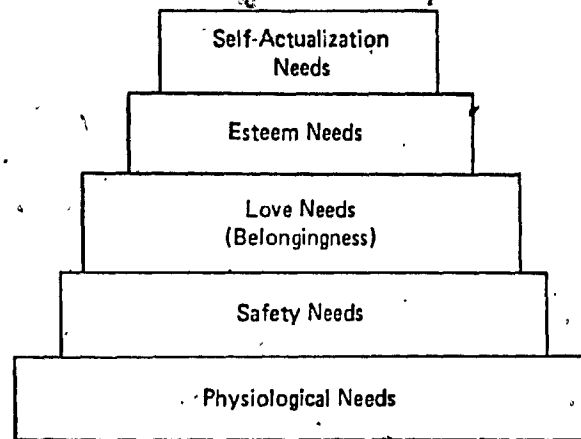 Self-Actualization
Needs
Esteem Needs
Love Needs
(Belongingness)
Safety Needs
Physiological Needs